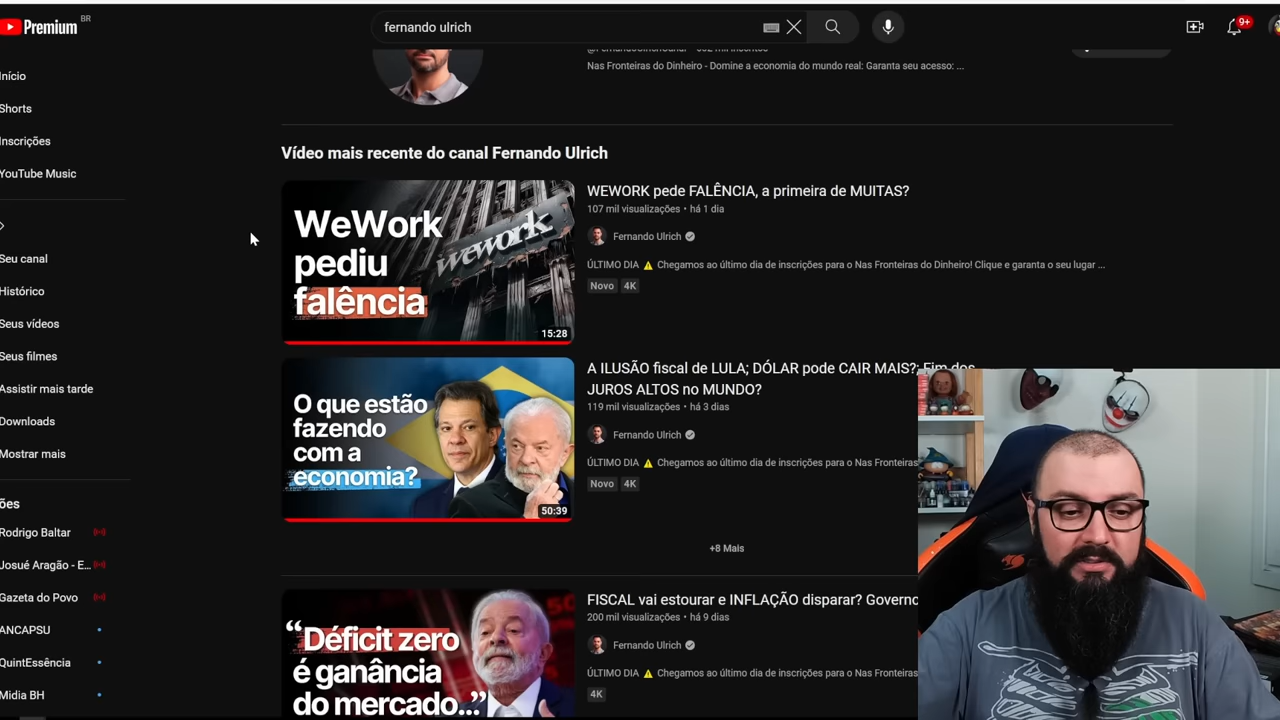 Premium BR
fernando ulrich
9+
Início
Shorts
Inscrições
YouTube Music
Seu canal
Histórico
Seus vídeos
Seus filmes
Assistir mais tarde
Downloads
Mostrar mais
ões
Rodrigo Baltar
Josué Aragão - E...
Gazeta do Povo
ANCAPSU
QuintEssência
Midia BH
Nas Fronteiras do Dinheiro - Domine a economia do mundo real: Garanta seu acesso: ...
Vídeo mais recente do canal Fernando Ulrich
WeWork
pediu
falência
wework
15:28
WEWORK pede FALÊNCIA, a primeira de MUITAS?
107 mil visualizações • há 1 dia
Fernando Ulrich
ÚLTIMO DIA ⚠️ Chegamos ao último dia de inscrições para o Nas Fronteiras do Dinheiro! Clique e garanta o seu lugar ...
Novo 4K
O que estão
fazendo
com a
economia?
50:39
A ILUSÃO fiscal de LULA; DÓLAR pode CAIR MAIS?; Fim dos
JUROS ALTOS no MUNDO?
119 mil visualizações • há 3 dias
Fernando Ulrich
ÚLTIMO DIA ⚠️ Chegamos ao último dia de inscrições para o Nas Fronteiras
Novo 4K
+8 Mais
“Déficit zero
é ganância
do mercado...”
FISCAL vai estourar e INFLAÇÃO disparar? Governo
200 mil visualizações • há 9 dias
Fernando Ulrich
ÚLTIMO DIA ⚠️ Chegamos ao último dia de inscrições para o Nas Fronteiras
4K